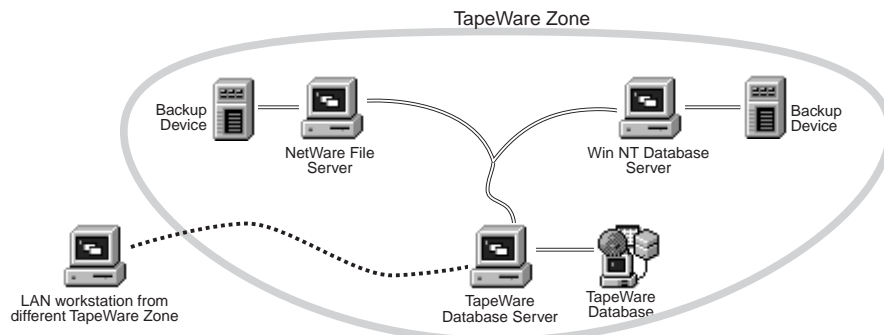 TapeWare Zone
Backup
Device
NetWare File
Server
Win NT Database
Server
Backup
Device
LAN workstation from
different TapeWare Zone
TapeWare
Database Server
TapeWare
Database